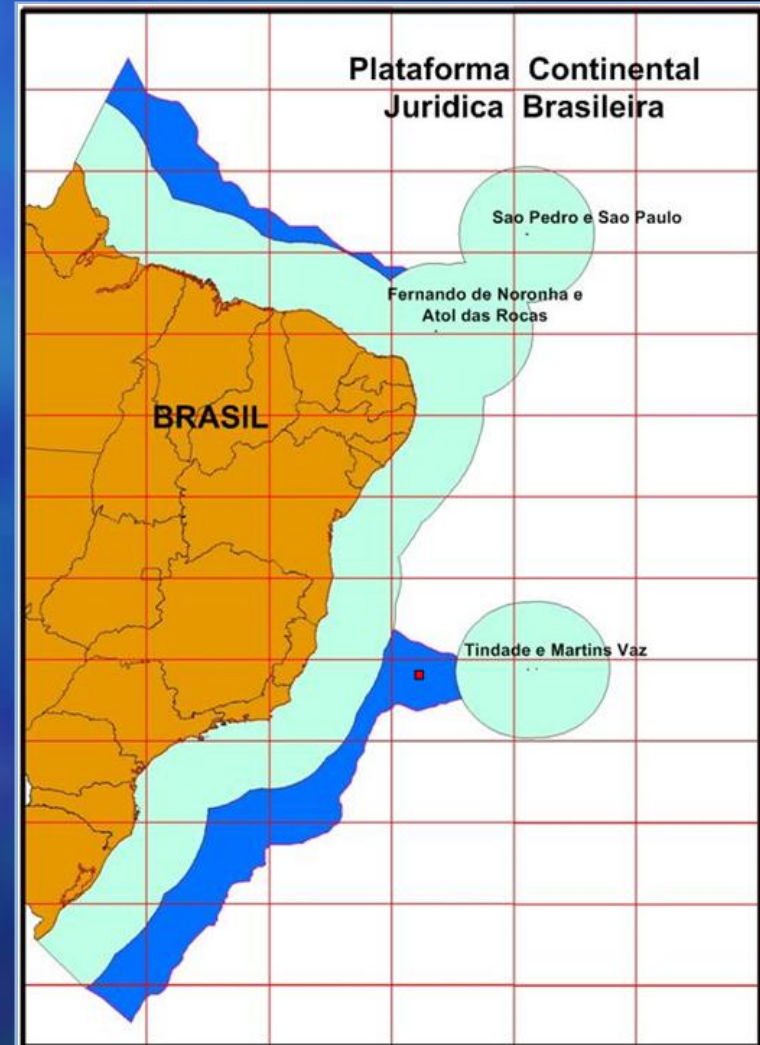 Plataforma Continental
Juridica Brasileira
Sao Pedro e Sao Paulo
Fernando de Noronha e
Atol das Rocas
BRASIL
Tindade e Martins Vaz